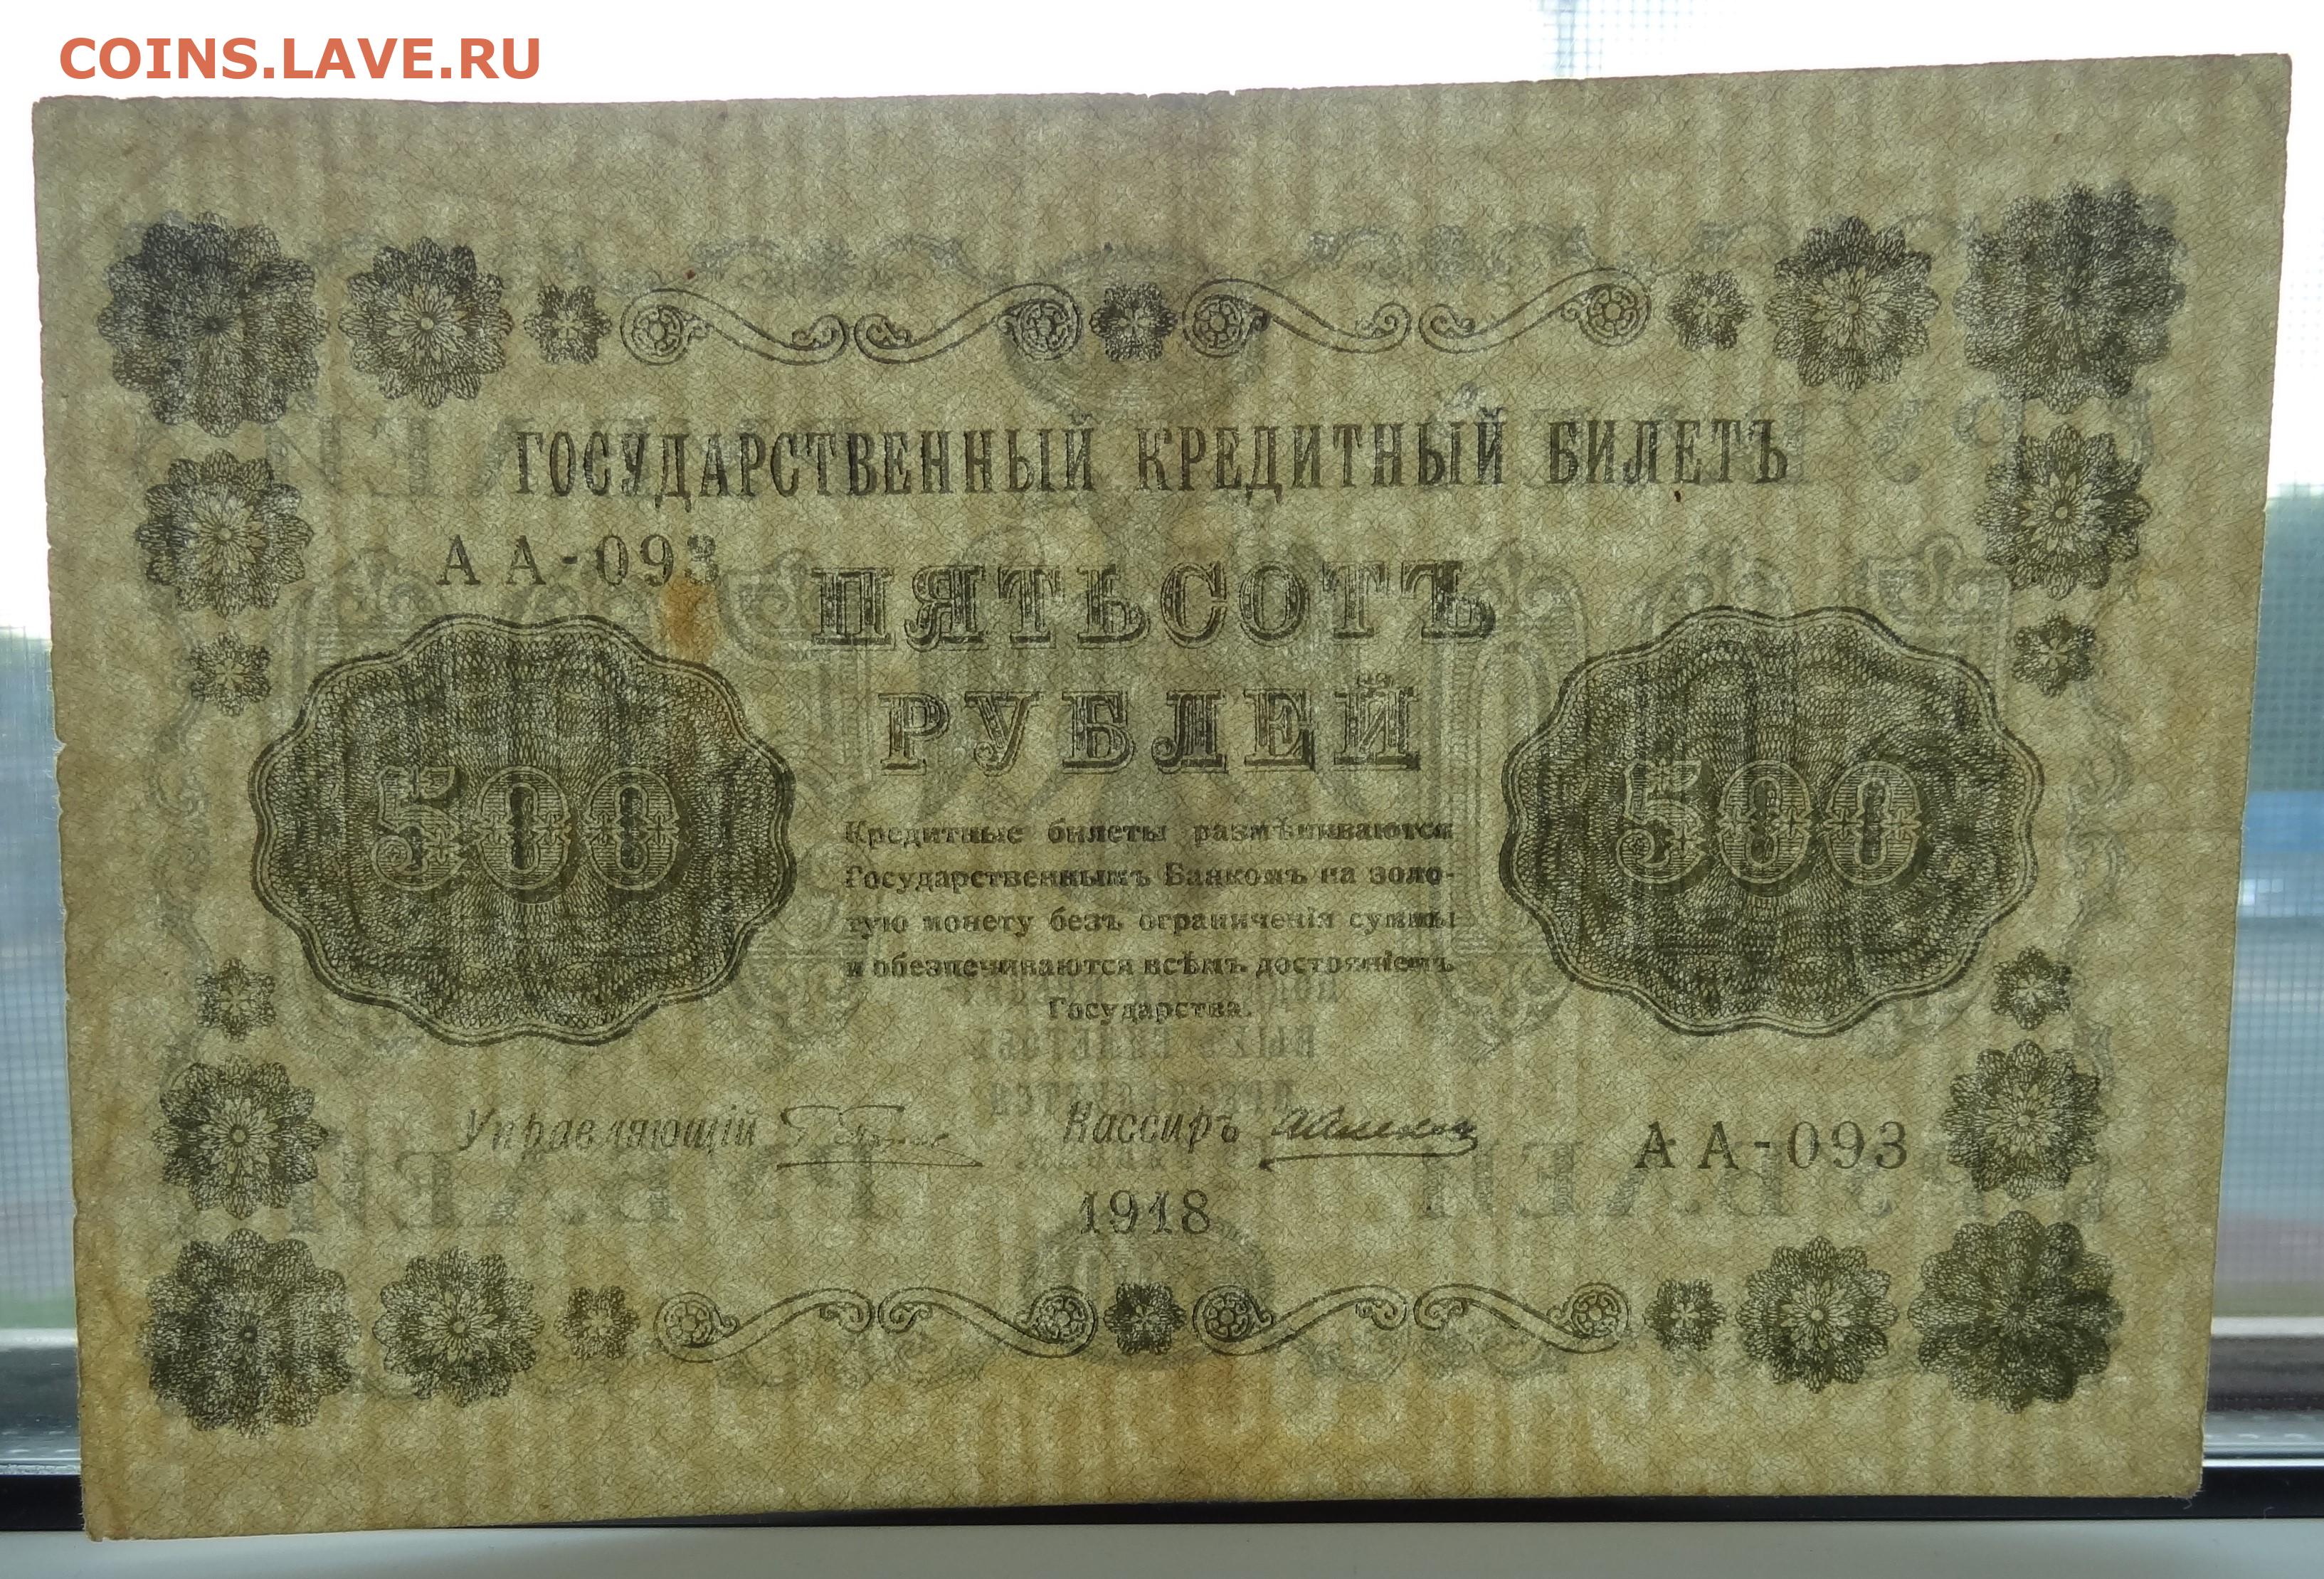 COINS.LAVE.RU
ГОСУДАРСТВЕННЫЙ КРЕДИТНЫЙ БИЛЕТЪ
АА-093
ПЯТЬСОТЪ
РУБЛЕЙ
500
500
Кредитные билеты размѣниваются
Государственнымъ Банкомъ на золо-
тую монету безъ ограниченія суммы
и обезпечиваются всѣмъ достояніемъ
Государства.
Управляющій
Кассиръ
АА-093
1918